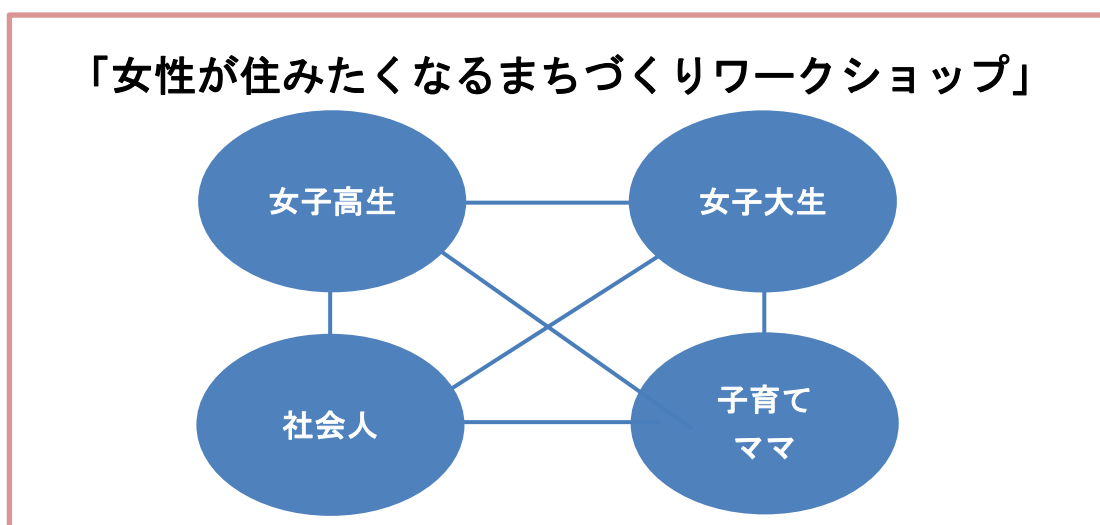 「女性が住みたくなるまちづくりワークショップ」
女子高生
女子大生
社会人
子育て
ママ